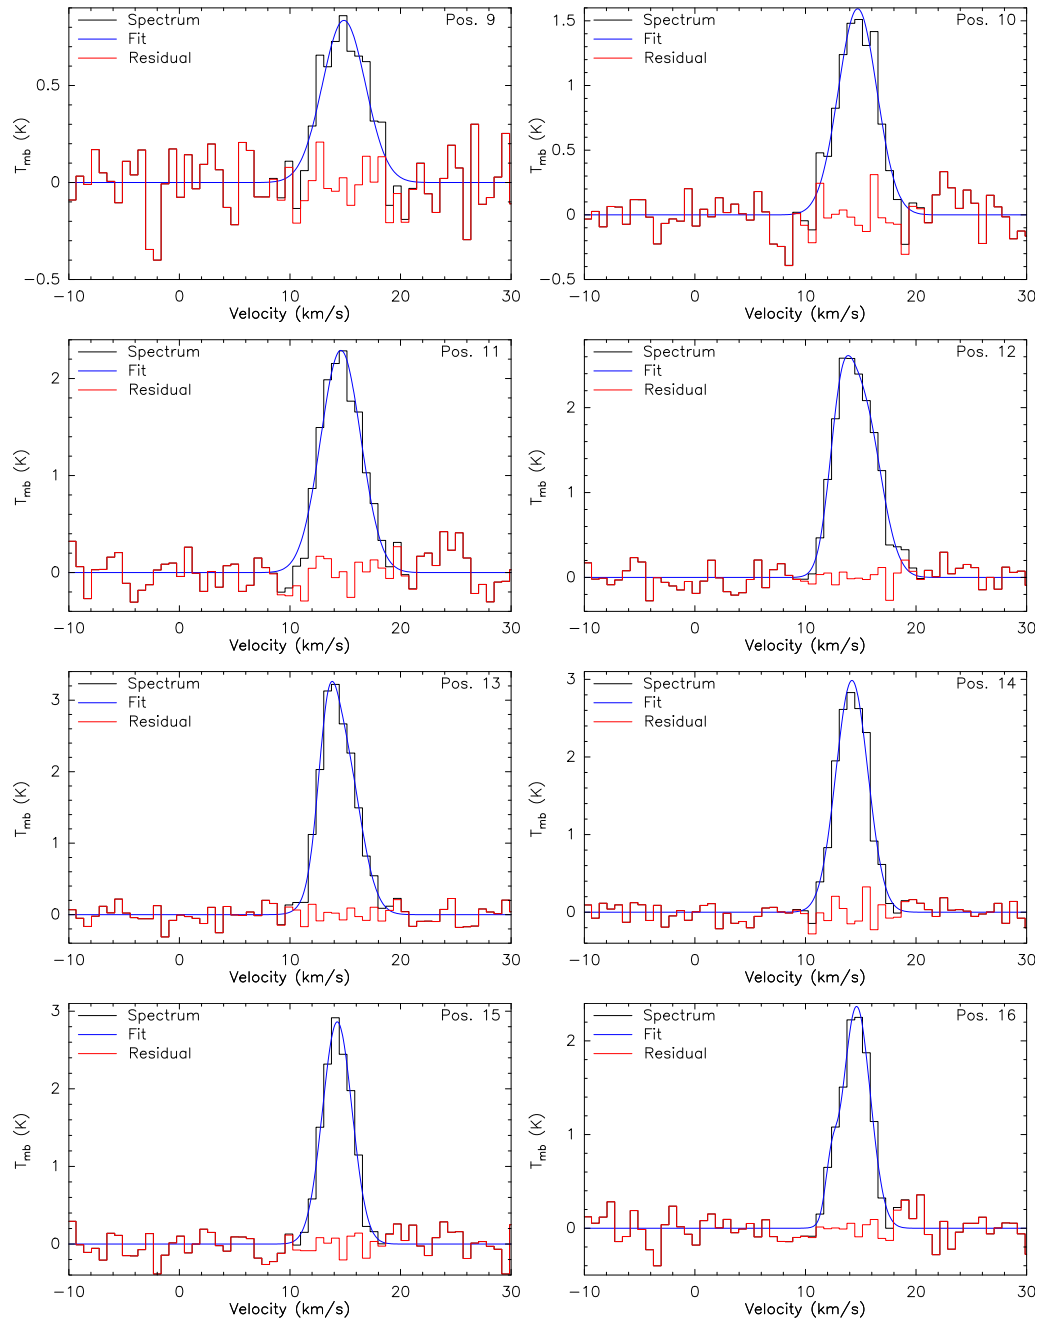 Spectrum Pos. 9
Fit
Residual
0.5
0
−0.5
T_mb (K)
−10 0 10 20 30
Velocity (km/s)
Spectrum Pos. 10
Fit
Residual
1.5
1
0.5
0
−0.5
T_mb (K)
−10 0 10 20 30
Velocity (km/s)
Spectrum Pos. 11
Fit
Residual
2
1
0
T_mb (K)
−10 0 10 20 30
Velocity (km/s)
Spectrum Pos. 12
Fit
Residual
2
1
0
T_mb (K)
−10 0 10 20 30
Velocity (km/s)
Spectrum Pos. 13
Fit
Residual
3
2
1
0
T_mb (K)
−10 0 10 20 30
Velocity (km/s)
Spectrum Pos. 14
Fit
Residual
3
2
1
0
T_mb (K)
−10 0 10 20 30
Velocity (km/s)
Spectrum Pos. 15
Fit
Residual
3
2
1
0
T_mb (K)
−10 0 10 20 30
Velocity (km/s)
Spectrum Pos. 16
Fit
Residual
2
1
0
T_mb (K)
−10 0 10 20 30
Velocity (km/s)